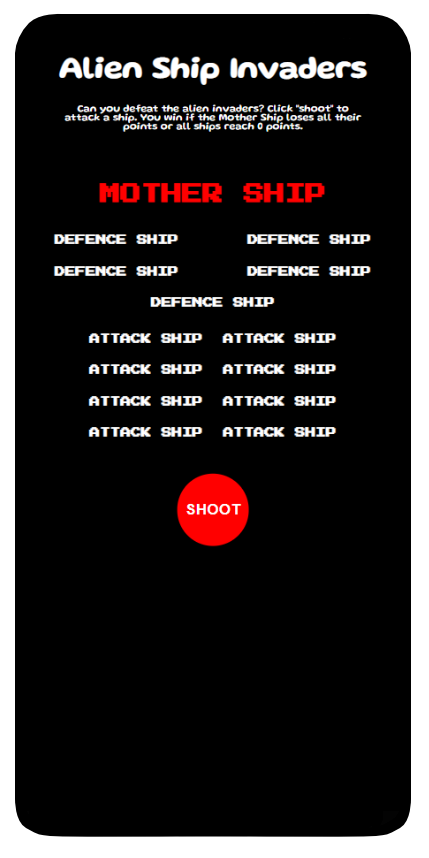 Alien Ship Invaders
Can you defeat the alien invaders? Click "shoot" to
attack a ship. You win if the Mother Ship loses all their
points or all ships reach 0 points.
MOTHER SHIP
DEFENCE SHIP DEFENCE SHIP
DEFENCE SHIP DEFENCE SHIP
DEFENCE SHIP
ATTACK SHIP ATTACK SHIP
ATTACK SHIP ATTACK SHIP
ATTACK SHIP ATTACK SHIP
ATTACK SHIP ATTACK SHIP
SHOOT